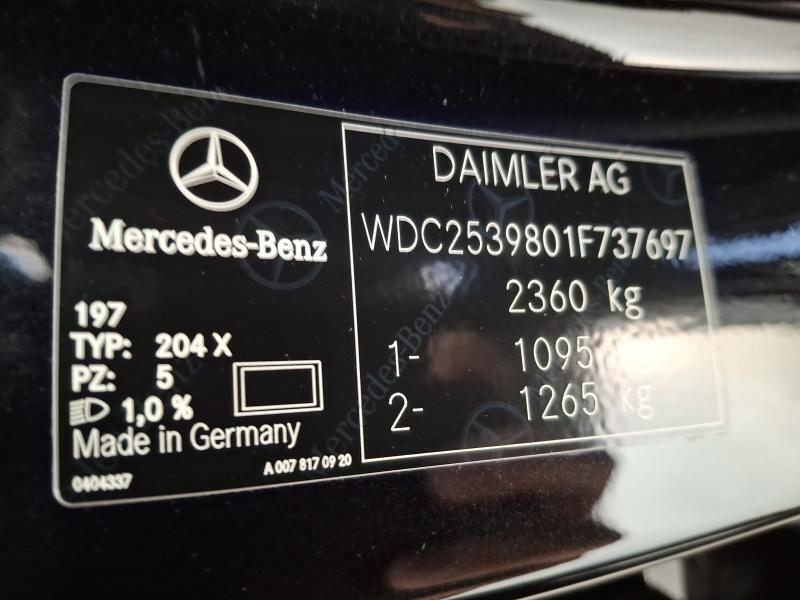 Mercedes-Benz
197
TYP: 204 X
PZ: 5
1,0 %
Made in Germany
0404337
A 007 817 09 20
DAIMLER AG
WDC2539801F737697
2360 kg
1- 1095
2- 1265 kg